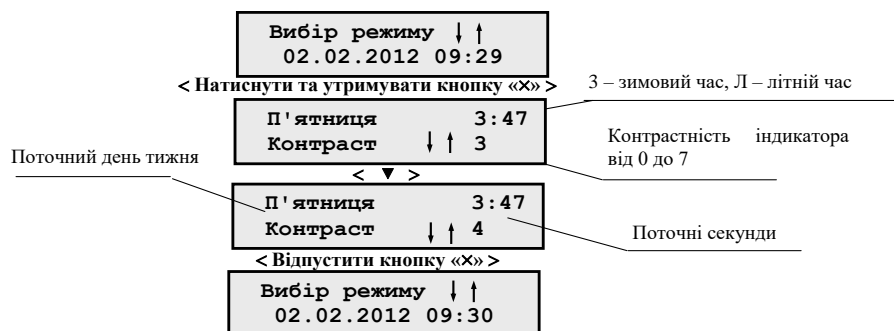 Вибір режиму ↓ ↑
02.02.2012 09:29
< Натиснути та утримувати кнопку «×» >
З – зимовий час, Л – літній час
П'ятниця З:47
Контраст ↓ ↑ 3
Контрастність індикатора
від 0 до 7
Поточний день тижня
< ▼ >
П'ятниця З:47
Контраст ↓ ↑ 4
Поточні секунди
< Відпустити кнопку «×» >
Вибір режиму ↓ ↑
02.02.2012 09:30